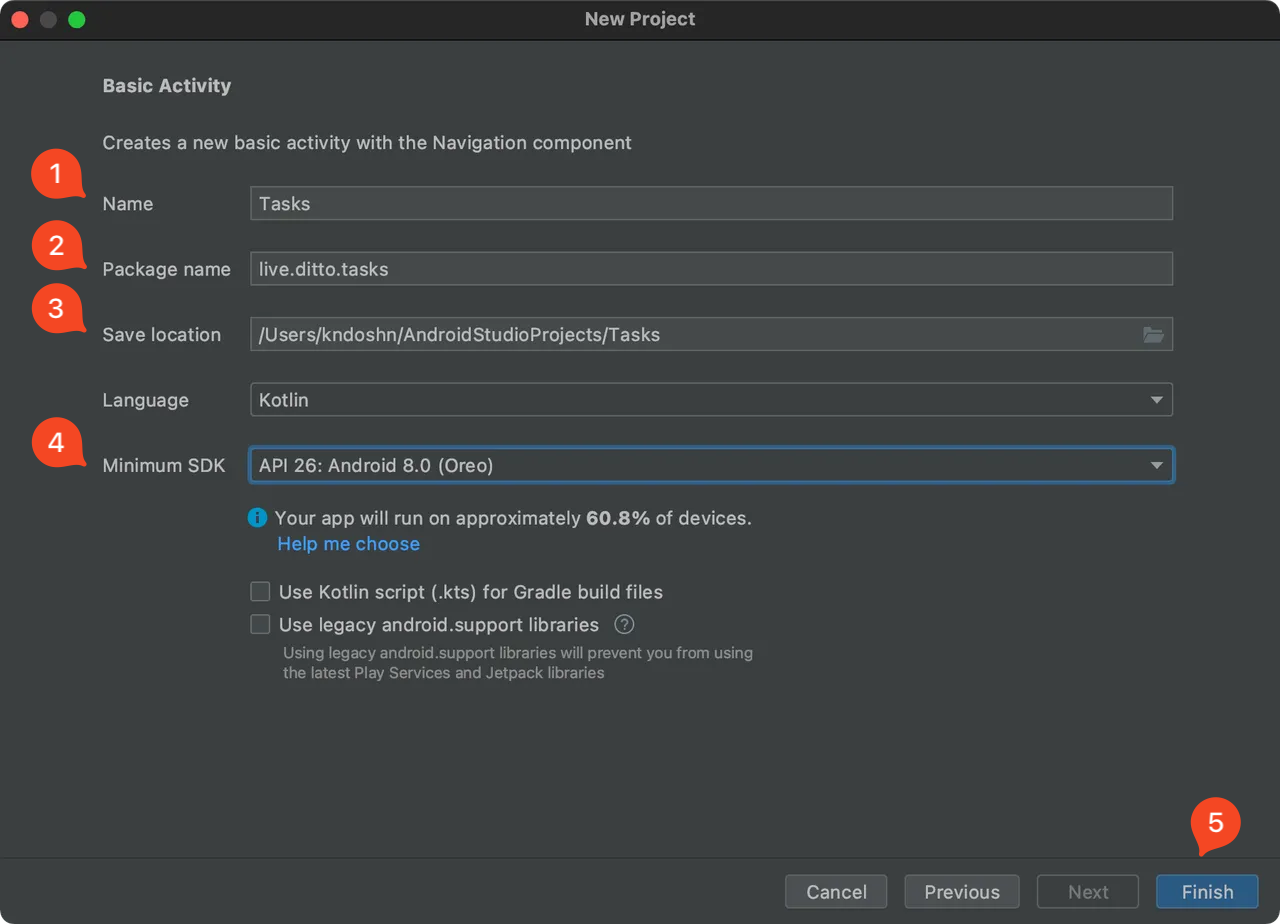 New Project
Basic Activity
Creates a new basic activity with the Navigation component
1
Name
Tasks
2
Package name
live.ditto.tasks
3
Save location
/Users/kndoshn/AndroidStudioProjects/Tasks
Language
Kotlin
4
Minimum SDK
API 26: Android 8.0 (Oreo)
i Your app will run on approximately 60.8% of devices.
Help me choose
Use Kotlin script (.kts) for Gradle build files
Use legacy android.support libraries ?
Using legacy android.support libraries will prevent you from using
the latest Play Services and Jetpack libraries
5
Cancel
Previous
Next
Finish